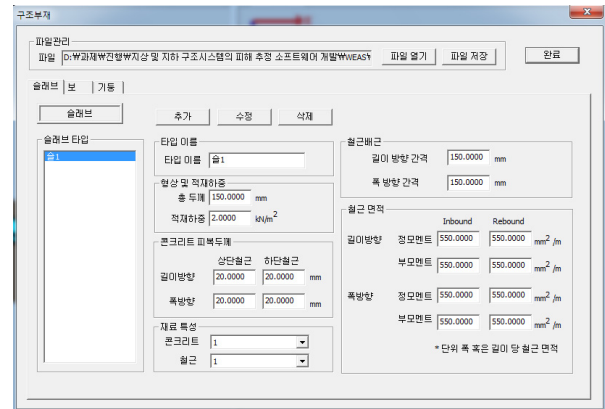 구조부재
파일관리
파일 D:₩과제₩진행₩지상 및 지하 구조시스템의 피해 추정 소프트웨어 개발₩WEAS₩ 파일 열기 파일 저장 완료
슬래브 보 기둥
슬래브 추가 수정 삭제
슬래브 타입
슬1
타입 이름
타입 이름 슬1
형상 및 적재하중
총 두께 150.0000 mm
적재하중 2.0000 kN/m2
콘크리트 피복두께
상단철근 하단철근
길이방향 20.0000 20.0000 mm
폭방향 20.0000 20.0000 mm
재료 특성
콘크리트 1
철근 1
철근배근
길이 방향 간격 150.0000 mm
폭 방향 간격 150.0000 mm
철근 면적
Inbound Rebound
길이방향 정모멘트 550.0000 550.0000 mm2 /m
부모멘트 550.0000 550.0000 mm2 /m
폭방향 정모멘트 550.0000 550.0000 mm2 /m
부모멘트 550.0000 550.0000 mm2 /m
* 단위 폭 혹은 길이 당 철근 면적